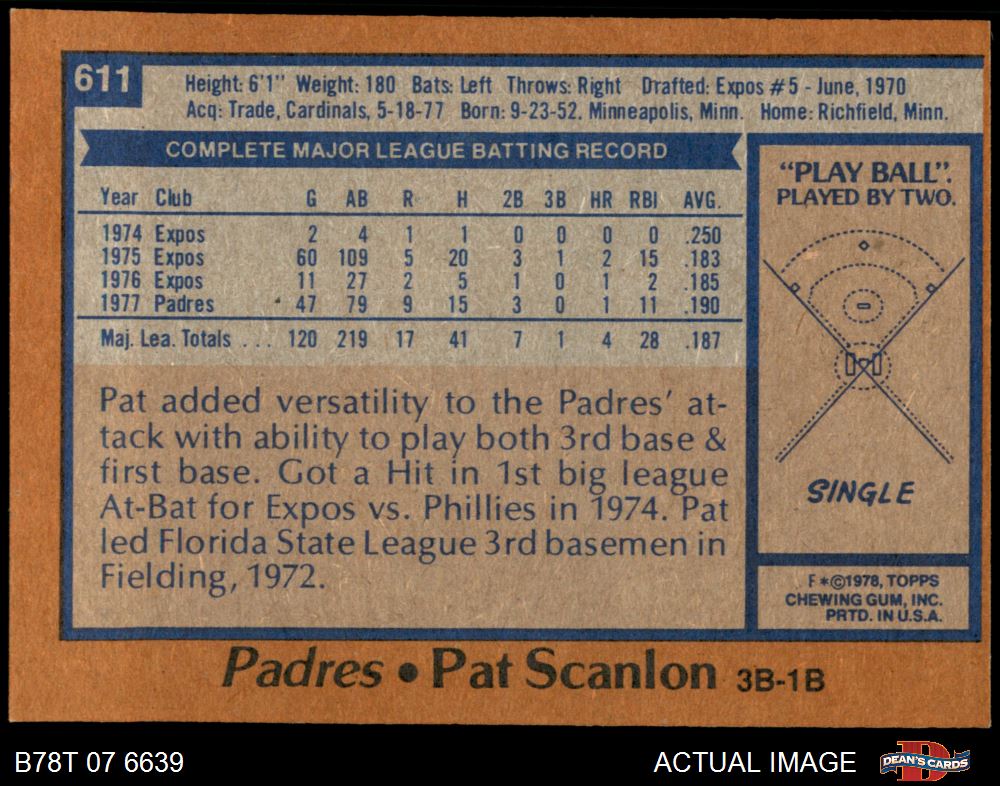 611
Height: 6'1" Weight: 180 Bats: Left Throws: Right Drafted: Expos #5 - June, 1970
Acq: Trade, Cardinals, 5-18-77 Born: 9-23-52, Minneapolis, Minn. Home: Richfield, Minn.
COMPLETE MAJOR LEAGUE BATTING RECORD
Year Club G AB R H 2B 3B HR RBI AVG.
1974 Expos 2 4 1 1 0 0 0 0 .250
1975 Expos 60 109 5 20 3 1 2 15 .183
1976 Expos 11 27 2 5 1 0 1 2 .185
1977 Padres 47 79 9 15 3 0 1 11 .190
Maj. Lea. Totals . . . 120 219 17 41 7 1 4 28 .187
Pat added versatility to the Padres' at-
tack with ability to play both 3rd base &
first base. Got a Hit in 1st big league
At-Bat for Expos vs. Phillies in 1974. Pat
led Florida State League 3rd basemen in
Fielding, 1972.
"PLAY BALL".
PLAYED BY TWO.
SINGLE
F*©1978, TOPPS
CHEWING GUM, INC.
PRTD. IN U.S.A.
Padres • Pat Scanlon 3B-1B
B78T 07 6639
ACTUAL IMAGE
DEAN'S CARDS